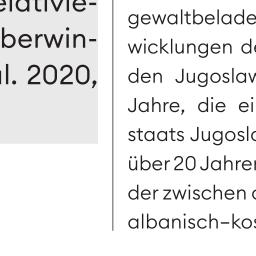 elativie-
berwin-
l. 2020,
gewaltbelade
wicklungen de
den Jugoslaw
Jahre, die ei
staats Jugosla
über 20 Jahren
der zwischen
albanisch–kos